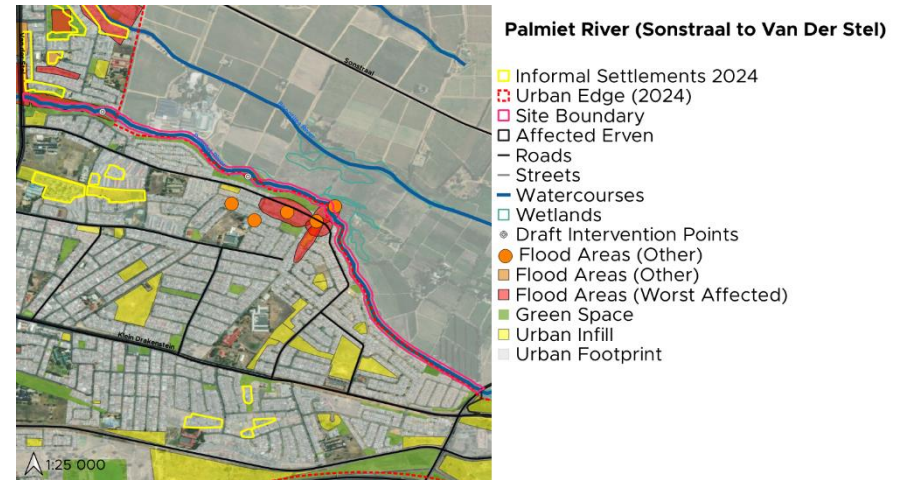 Palmiet River (Sonstraal to Van Der Stel)
Informal Settlements 2024
Urban Edge (2024)
Site Boundary
Affected Erven
Roads
Streets
Watercourses
Wetlands
Draft Intervention Points
Flood Areas (Other)
Flood Areas (Other)
Flood Areas (Worst Affected)
Green Space
Urban Infill
Urban Footprint
Sonstraal
Klein Drakenstein
1:25 000